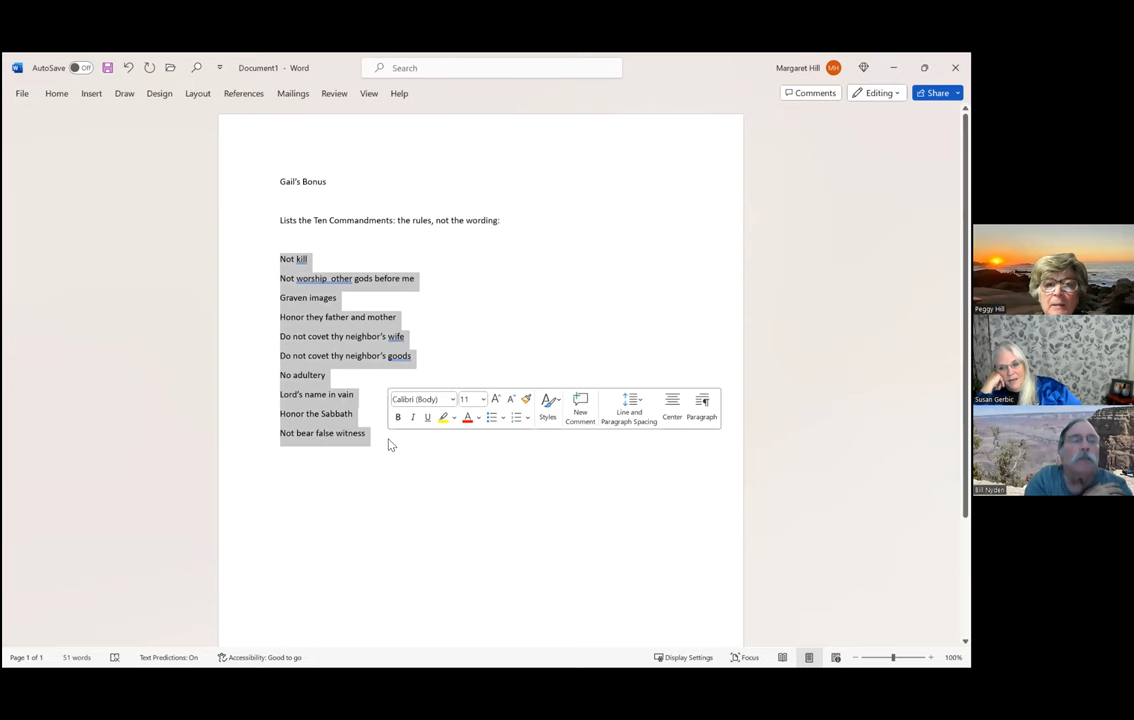 AutoSave Off Document1 - Word Search Margaret Hill MH
File Home Insert Draw Design Layout References Mailings Review View Help Comments Editing Share
Gail's Bonus
Lists the Ten Commandments: the rules, not the wording:
Not kill
Not worship  other gods before me
Graven images
Honor they father and mother
Do not covet thy neighbor's wife
Do not covet thy neighbor's goods
No adultery
Lord's name in vain
Honor the Sabbath
Not bear false witness
Calibri (Body) 11 A A
B I U A Styles New Comment Line and Paragraph Spacing Center Paragraph
Peggy Hill
Susan Gerbic
Bill Nyden
Page 1 of 1 51 words Text Predictions: On Accessibility: Good to go Display Settings Focus 100%